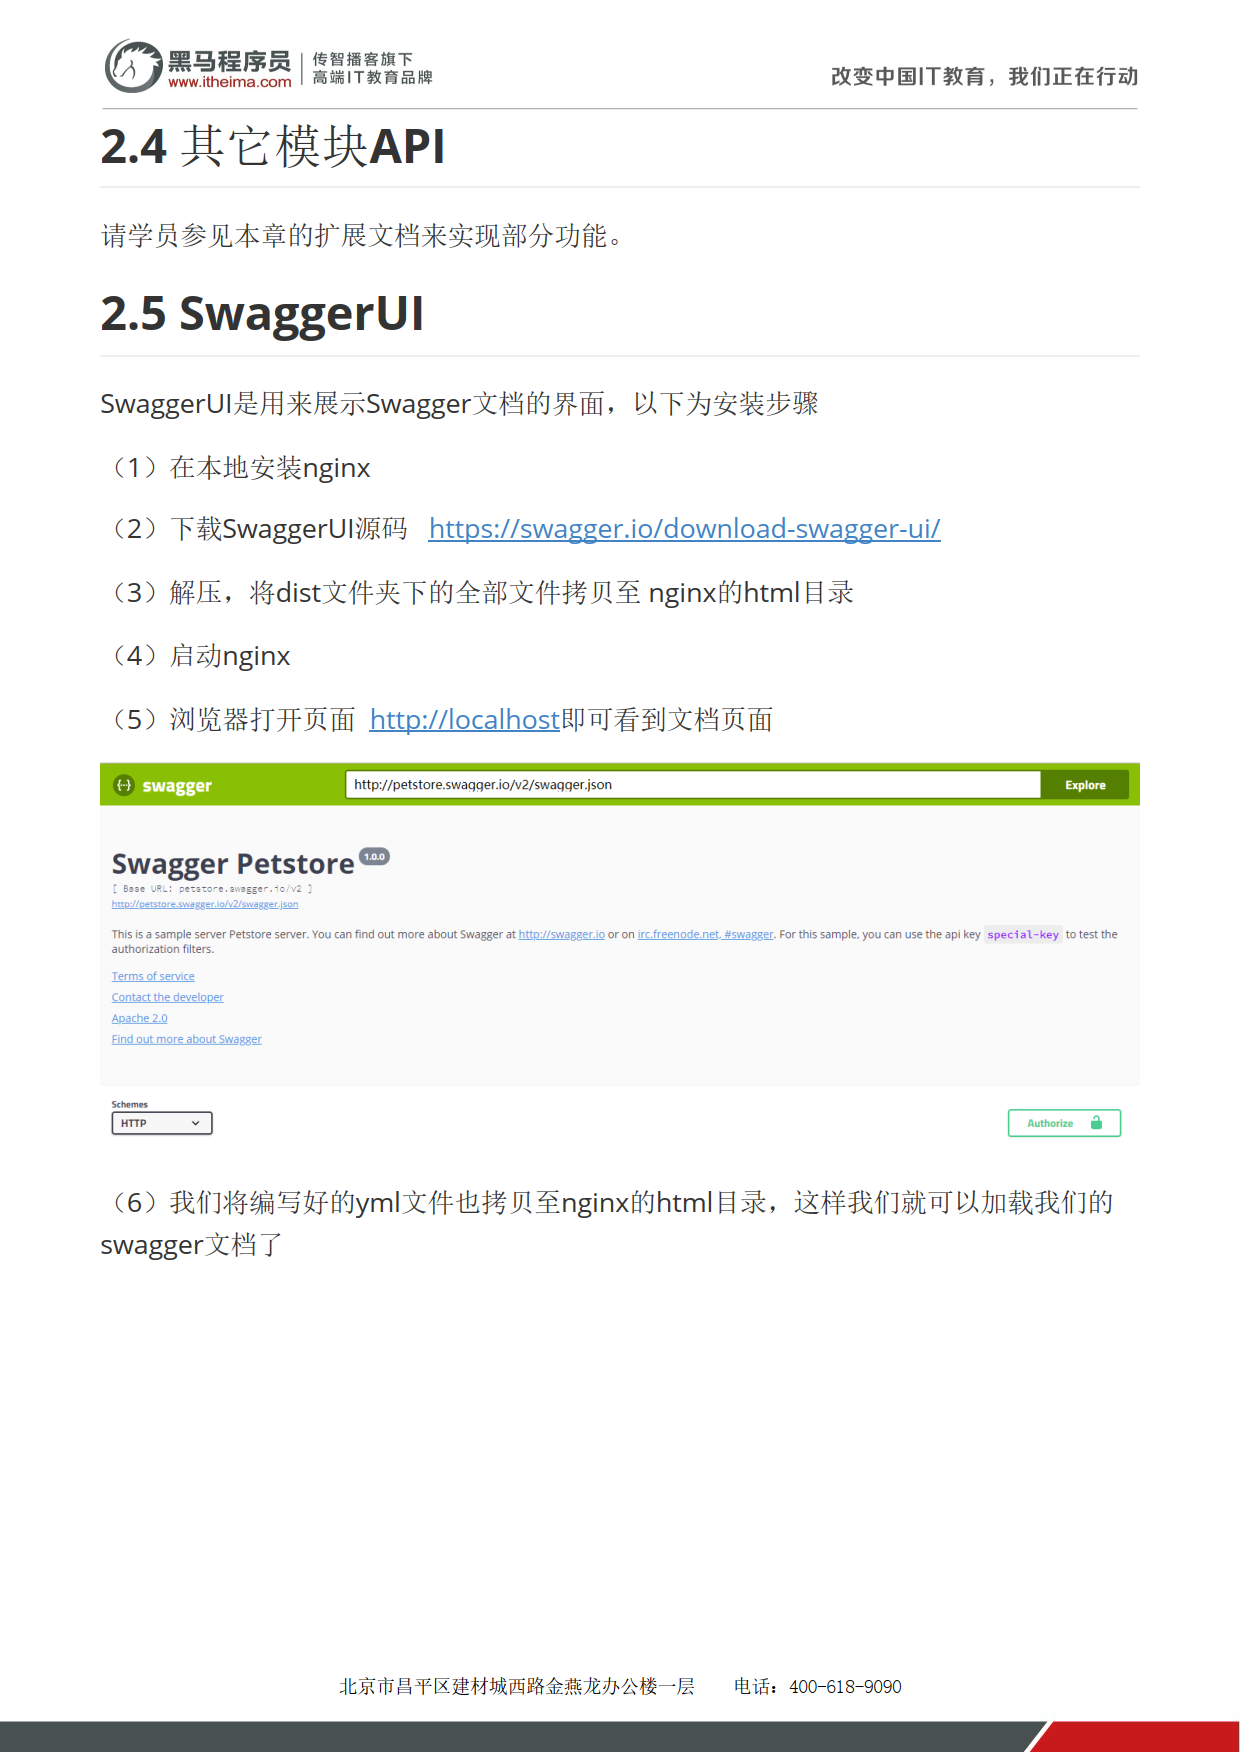 黑马程序员
www.itheima.com
传智播客旗下
高端IT教育品牌
改变中国IT教育，我们正在行动
2.4 其它模块API
请学员参见本章的扩展文档来实现部分功能。
2.5 SwaggerUI
SwaggerUI是用来展示Swagger文档的界面，以下为安装步骤
（1）在本地安装nginx
（2）下载SwaggerUI源码 https://swagger.io/download-swagger-ui/
（3）解压，将dist文件夹下的全部文件拷贝至 nginx的html目录
（4）启动nginx
（5）浏览器打开页面 http://localhost即可看到文档页面
swagger
http://petstore.swagger.io/v2/swagger.json
Explore
Swagger Petstore 1.0.0
[ Base URL: petstore.swagger.io/v2 ]
http://petstore.swagger.io/v2/swagger.json
This is a sample server Petstore server. You can find out more about Swagger at http://swagger.io or on irc.freenode.net, #swagger. For this sample, you can use the api key special-key to test the
authorization filters.
Terms of service
Contact the developer
Apache 2.0
Find out more about Swagger
Schemes
HTTP
Authorize
（6）我们将编写好的yml文件也拷贝至nginx的html目录，这样我们就可以加载我们的
swagger文档了
北京市昌平区建材城西路金燕龙办公楼一层 电话：400-618-9090